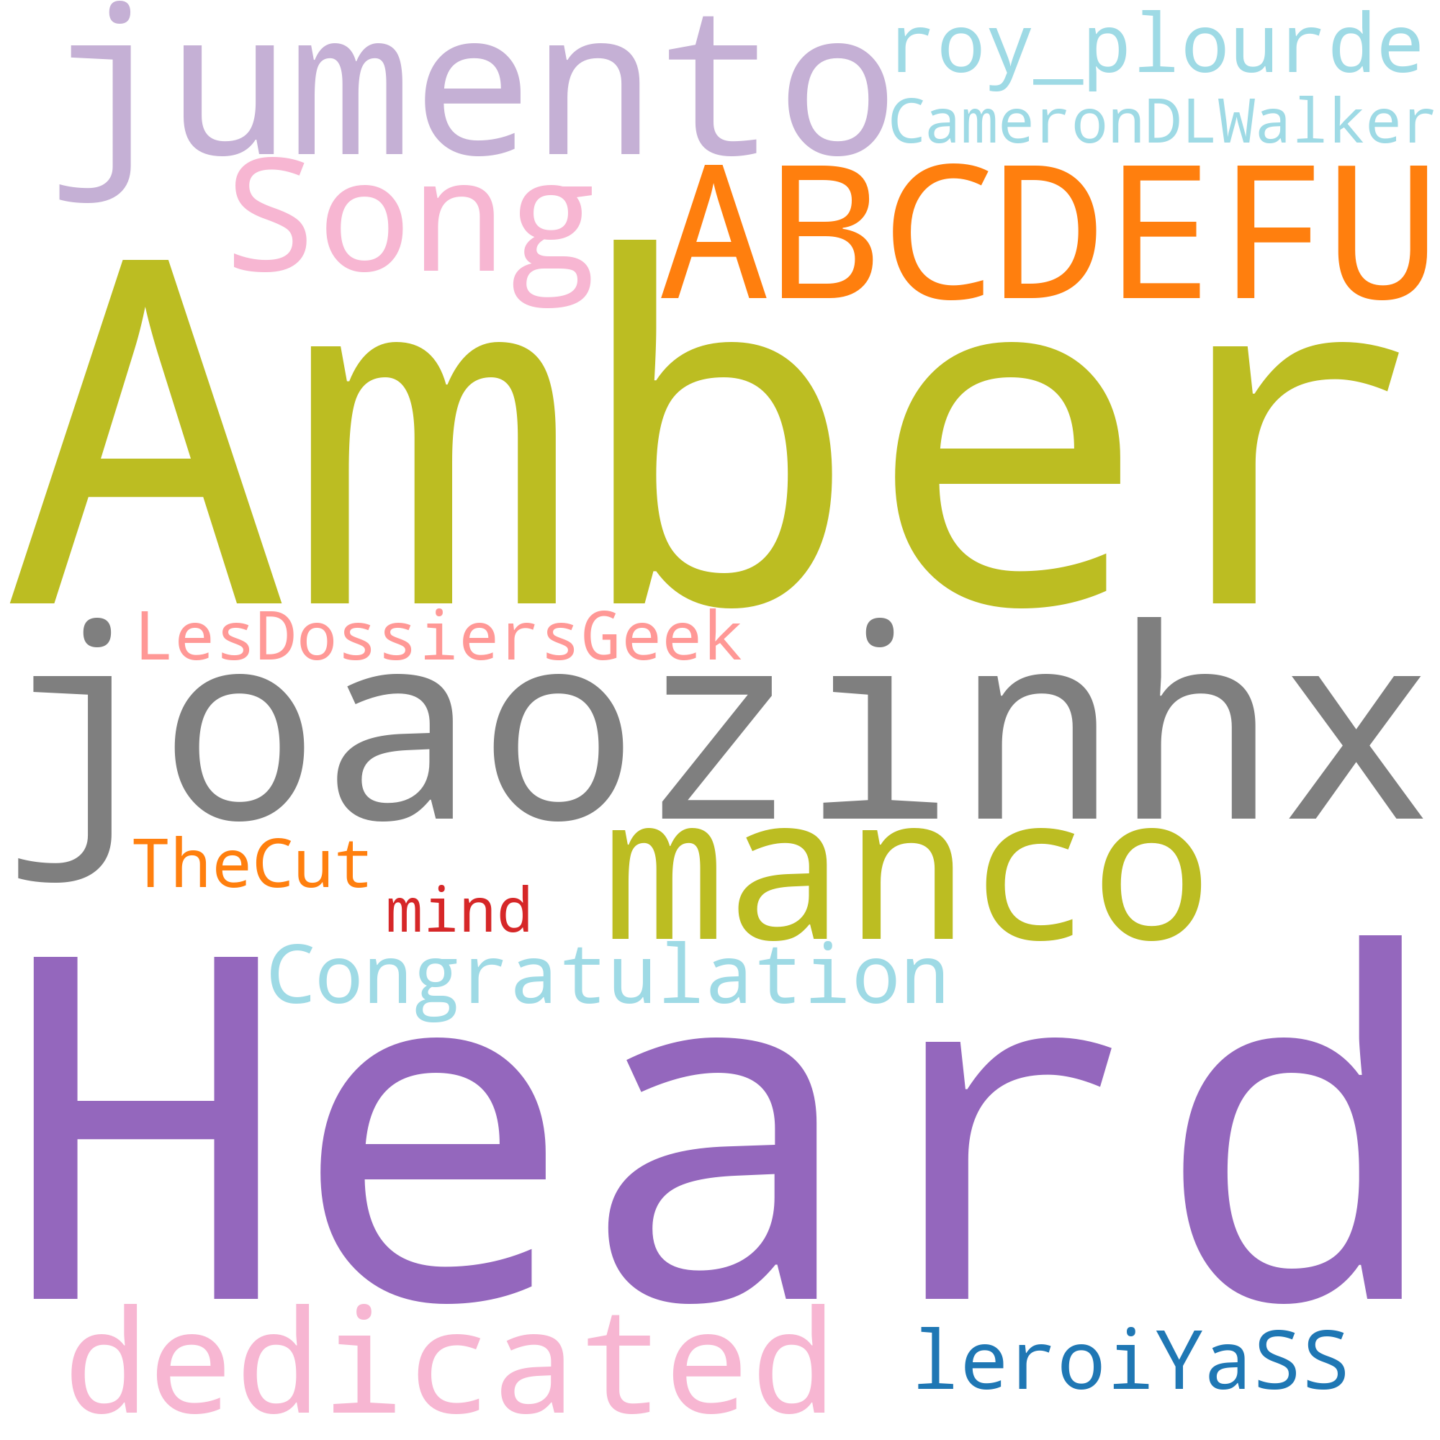 jumento
roy_plourde
CameronDLWalker
Song
ABCDEFU
Amber
LesDossiersGeek
joaozinhx
TheCut
manco
mind
Congratulation
Heard
dedicated
leroiYaSS